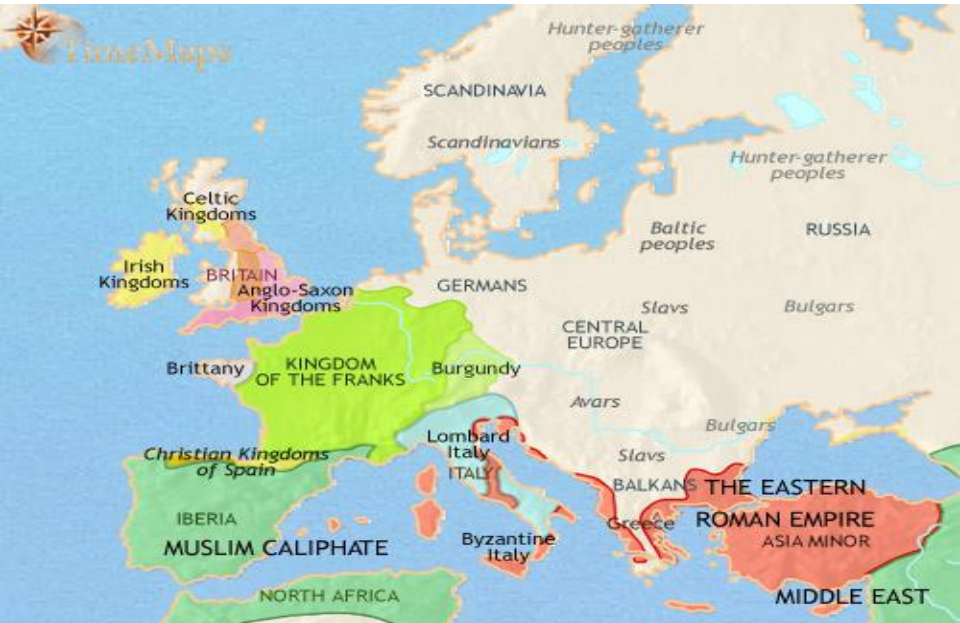 TimeMaps
Hunter-gatherer
peoples
SCANDINAVIA
Scandinavians
Hunter-gatherer
peoples
Celtic
Kingdoms
Baltic
peoples
RUSSIA
Irish
Kingdoms
BRITAIN
Anglo-Saxon
Kingdoms
GERMANS
Slavs
Bulgars
CENTRAL
EUROPE
Brittany
KINGDOM
OF THE FRANKS
Burgundy
Avars
Bulgars
Lombard
Italy
ITALY
Christian Kingdoms
of Spain
Slavs
BALKANS
THE EASTERN
ROMAN EMPIRE
IBERIA
Greece
ASIA MINOR
MUSLIM CALIPHATE
Byzantine
Italy
NORTH AFRICA
MIDDLE EAST